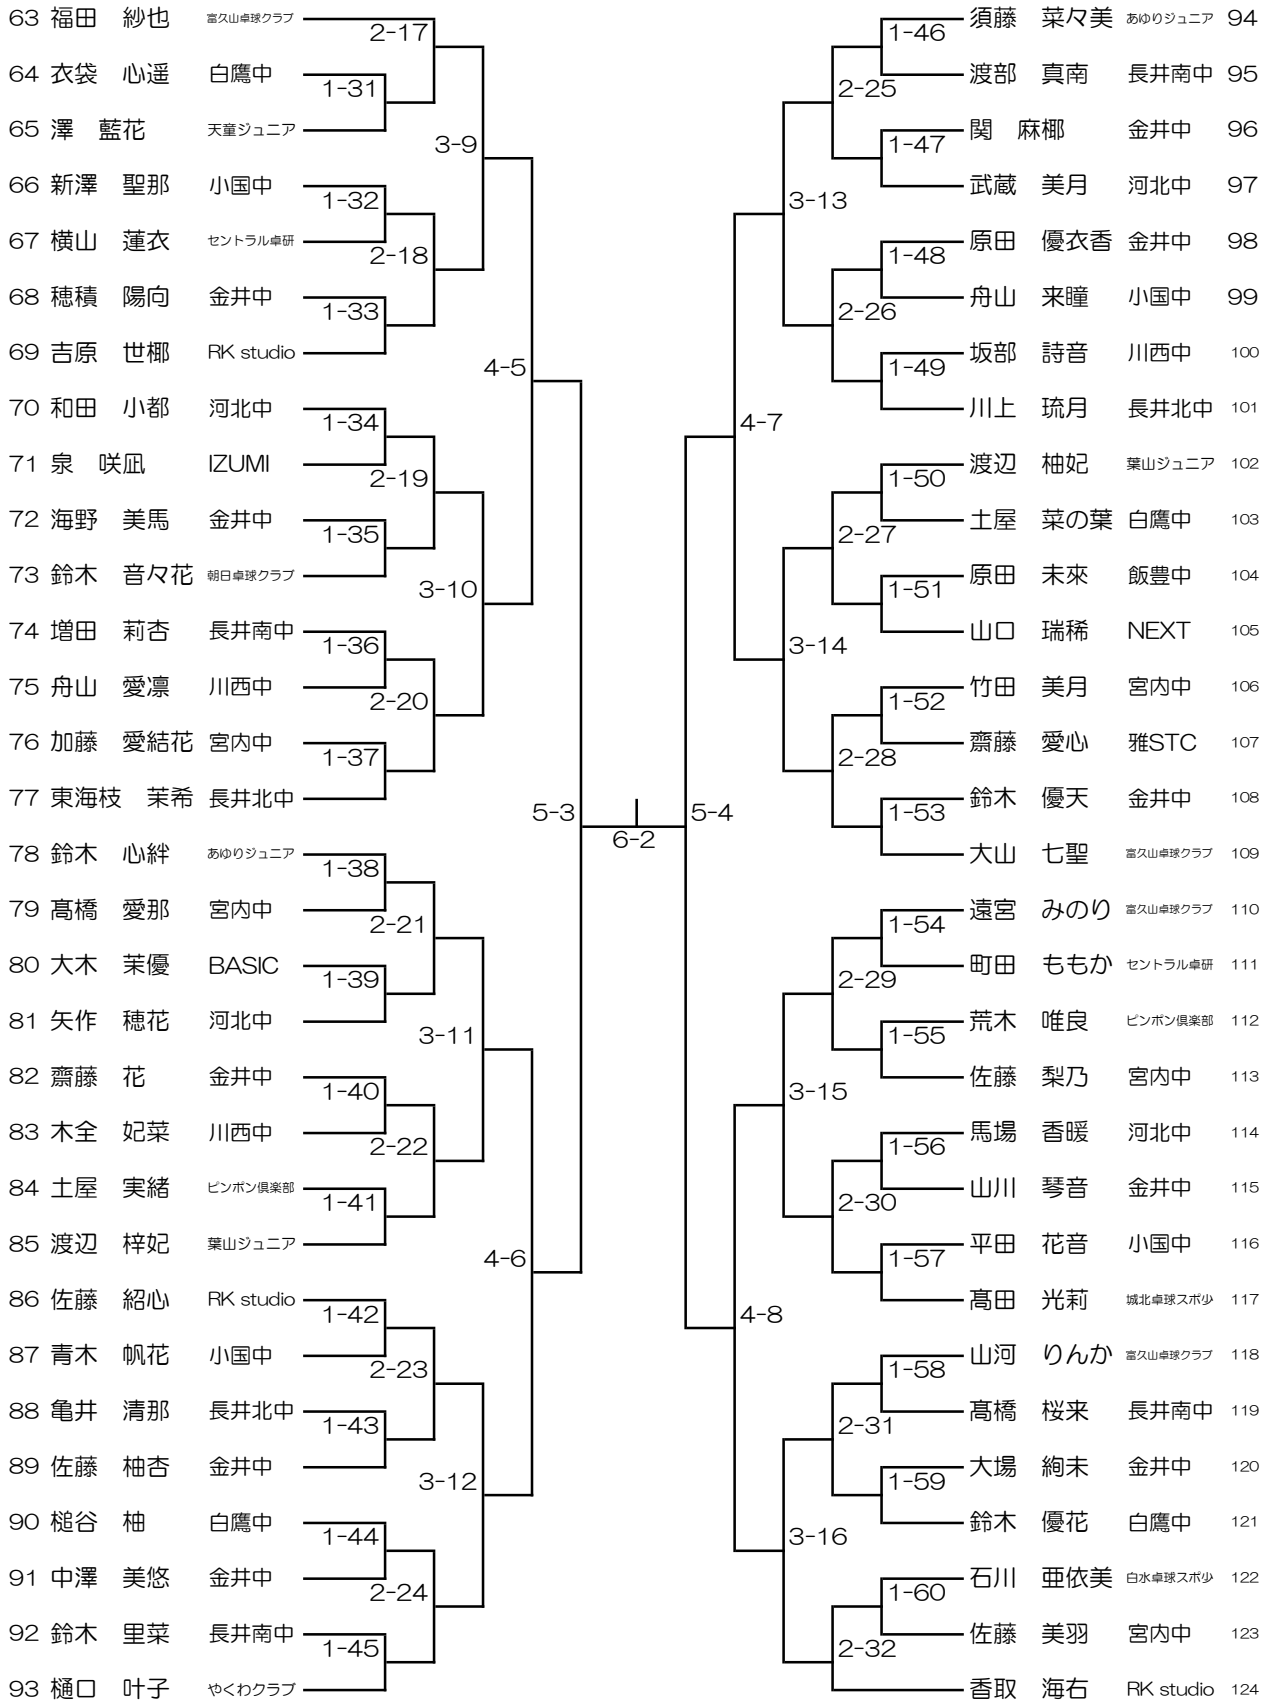 63 福田 紗也 富久山卓球クラブ
2-17
64 衣袋 心遥 白鷹中
1-31
65 澤 藍花 天童ジュニア
3-9
66 新澤 聖那 小国中
1-32
67 横山 蓮衣 セントラル卓研
2-18
68 穂積 陽向 金井中
1-33
69 吉原 世椰 RK studio
4-5
70 和田 小都 河北中
1-34
71 泉 咲凪 IZUMI
2-19
72 海野 美馬 金井中
1-35
73 鈴木 音々花 朝日卓球クラブ
3-10
74 増田 莉杏 長井南中
1-36
75 舟山 愛凛 川西中
2-20
76 加藤 愛結花 宮内中
1-37
77 東海枝 茉希 長井北中
5-3
78 鈴木 心絆 あゆりジュニア
1-38
79 髙橋 愛那 宮内中
2-21
80 大木 茉優 BASIC
1-39
81 矢作 穂花 河北中
3-11
82 齋藤 花 金井中
1-40
83 木全 妃菜 川西中
2-22
84 土屋 実緒 ピンポン倶楽部
1-41
85 渡辺 梓妃 葉山ジュニア
4-6
86 佐藤 紹心 RK studio
1-42
87 青木 帆花 小国中
2-23
88 亀井 清那 長井北中
1-43
89 佐藤 柚杏 金井中
3-12
90 槌谷 柚 白鷹中
1-44
91 中澤 美悠 金井中
2-24
92 鈴木 里菜 長井南中
1-45
93 樋口 叶子 やくわクラブ
6-2
須藤 菜々美 あゆりジュニア 94
1-46
渡部 真南 長井南中 95
2-25
関 麻椰 金井中 96
1-47
武蔵 美月 河北中 97
3-13
原田 優衣香 金井中 98
1-48
舟山 来瞳 小国中 99
2-26
坂部 詩音 川西中 100
1-49
川上 琉月 長井北中 101
4-7
渡辺 柚妃 葉山ジュニア 102
1-50
土屋 菜の葉 白鷹中 103
2-27
原田 未來 飯豊中 104
1-51
山口 瑞稀 NEXT 105
3-14
竹田 美月 宮内中 106
1-52
齋藤 愛心 雅STC 107
2-28
鈴木 優天 金井中 108
1-53
5-4
大山 七聖 富久山卓球クラブ 109
遠宮 みのり 富久山卓球クラブ 110
1-54
町田 ももか セントラル卓研 111
2-29
荒木 唯良 ピンポン倶楽部 112
1-55
佐藤 梨乃 宮内中 113
3-15
馬場 香暖 河北中 114
1-56
山川 琴音 金井中 115
2-30
平田 花音 小国中 116
1-57
髙田 光莉 城北卓球スポ少 117
4-8
山河 りんか 富久山卓球クラブ 118
1-58
髙橋 桜来 長井南中 119
2-31
大場 絢未 金井中 120
1-59
鈴木 優花 白鷹中 121
3-16
石川 亜依美 白水卓球スポ少 122
1-60
佐藤 美羽 宮内中 123
2-32
香取 海右 RK studio 124